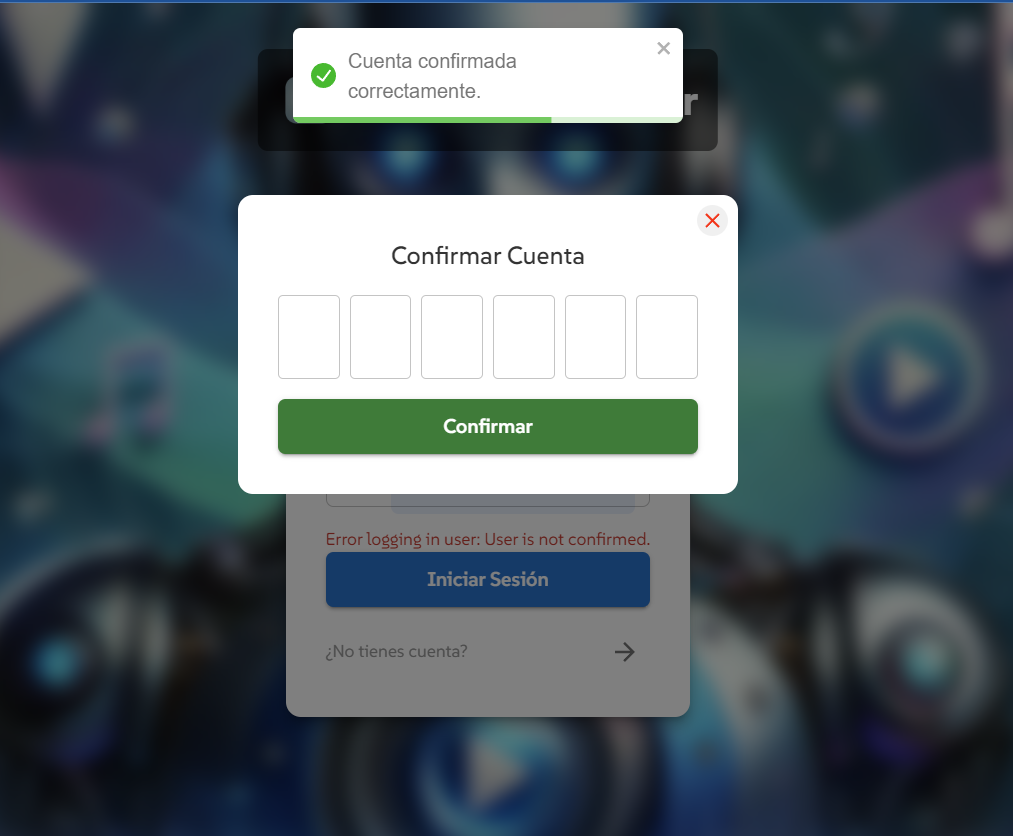 Cuenta confirmada
correctamente.
Confirmar Cuenta
Confirmar
Error logging in user: User is not confirmed.
Iniciar Sesión
¿No tienes cuenta?